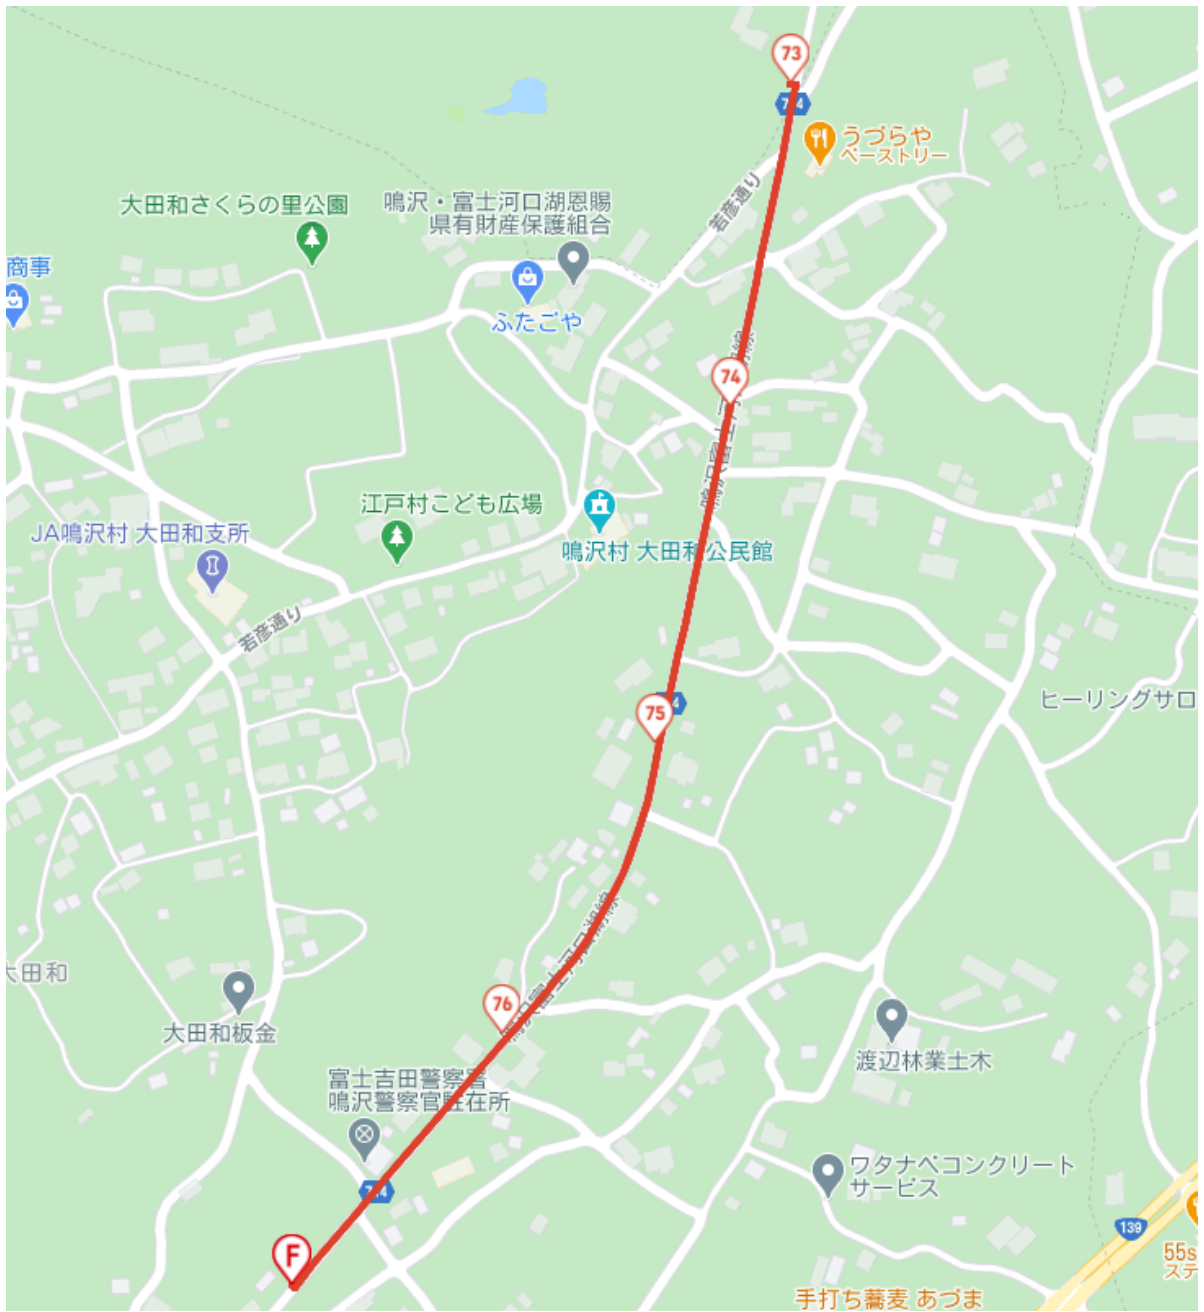 73
うづらや
ペーストリー
若彦通り
大田和さくらの里公園
鳴沢・富士河口湖恩賜
県有財産保護組合
商事
ふたごや
74
江戸村こども広場
JA鳴沢村 大田和支所
鳴沢村 大田和公民館
若彦通り
75
ヒーリングサロ
大田和
76
大田和板金
渡辺林業土木
富士吉田警察署
鳴沢警察官駐在所
ワタナベコンクリート
サービス
139
F
55s
ステ
手打ち蕎麦 あづま